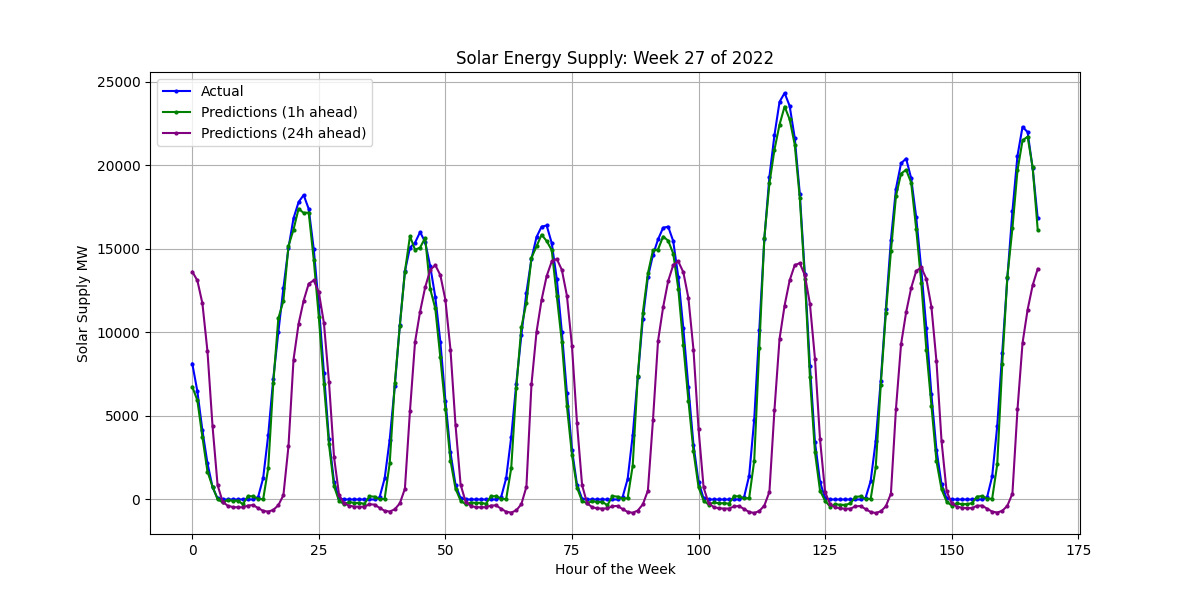 Solar Energy Supply: Week 27 of 2022
25000
20000
15000
10000
5000
0
Solar Supply MW
Actual
Predictions (1h ahead)
Predictions (24h ahead)
0 25 50 75 100 125 150 175
Hour of the Week